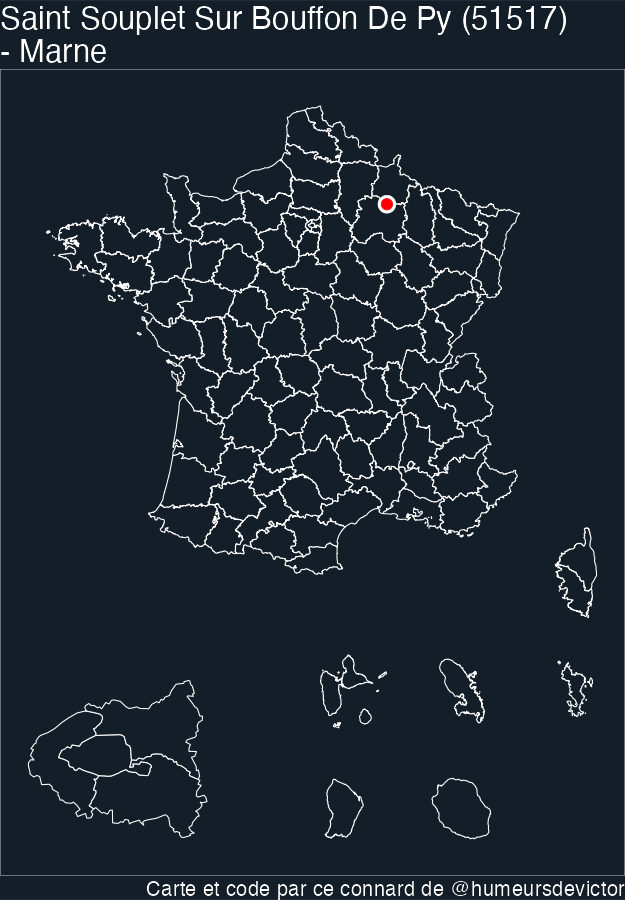 Saint Souplet Sur Bouffon De Py (51517)
- Marne
Carte et code par ce connard de @humeursdevictor